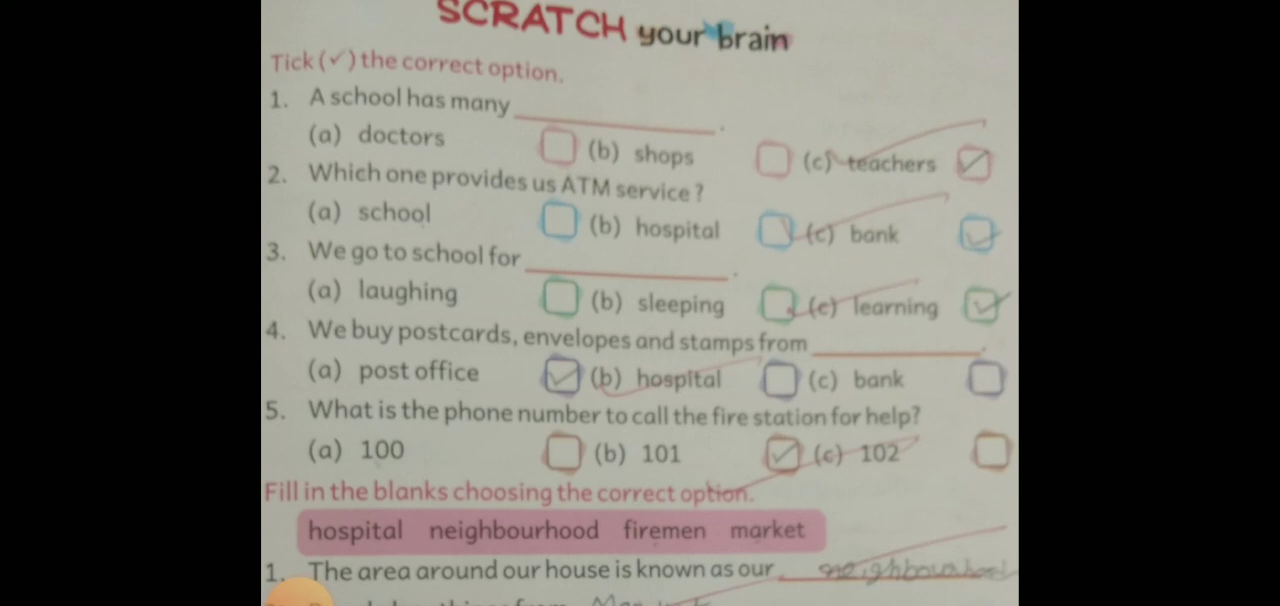 SCRATCH your brain
Tick (✓) the correct option.
1. A school has many ________.
(a) doctors (b) shops (c) teachers ✓
2. Which one provides us ATM service ?
(a) school (b) hospital (c) bank ✓
3. We go to school for ________.
(a) laughing (b) sleeping (c) learning ✓
4. We buy postcards, envelopes and stamps from ________.
(a) post office ✓ (b) hospital (c) bank
5. What is the phone number to call the fire station for help?
(a) 100 (b) 101 ✓ (c) 102
Fill in the blanks choosing the correct option.
hospital neighbourhood firemen market
1. The area around our house is known as our neighbourhood